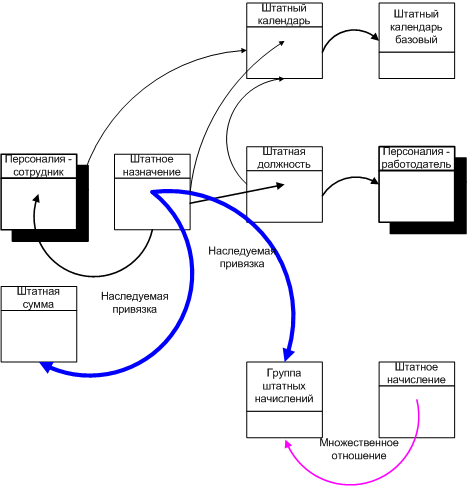 Штатный
календарь
Штатный
календарь
базовый
Персоналия -
сотрудник
Штатное
назначение
Штатная
должность
Персоналия -
работодатель
Наследуемая
привязка
Штатная
сумма
Наследуемая
привязка
Группа
штатных
начислений
Штатное
начисление
Множественное
отношение